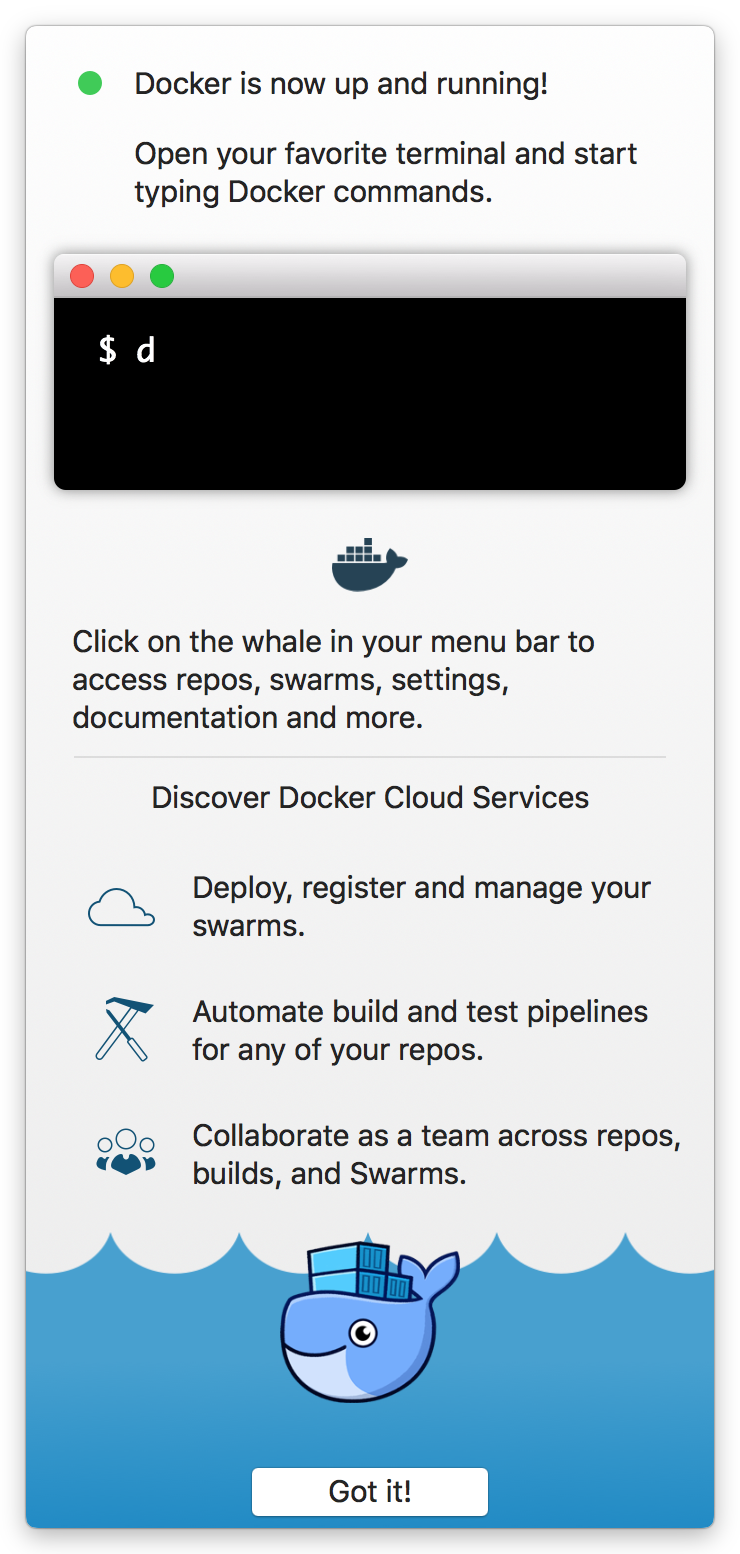 Docker is now up and running!
Open your favorite terminal and start
typing Docker commands.
$ d
Click on the whale in your menu bar to
access repos, swarms, settings,
documentation and more.
Discover Docker Cloud Services
Deploy, register and manage your
swarms.
Automate build and test pipelines
for any of your repos.
Collaborate as a team across repos,
builds, and Swarms.
Got it!